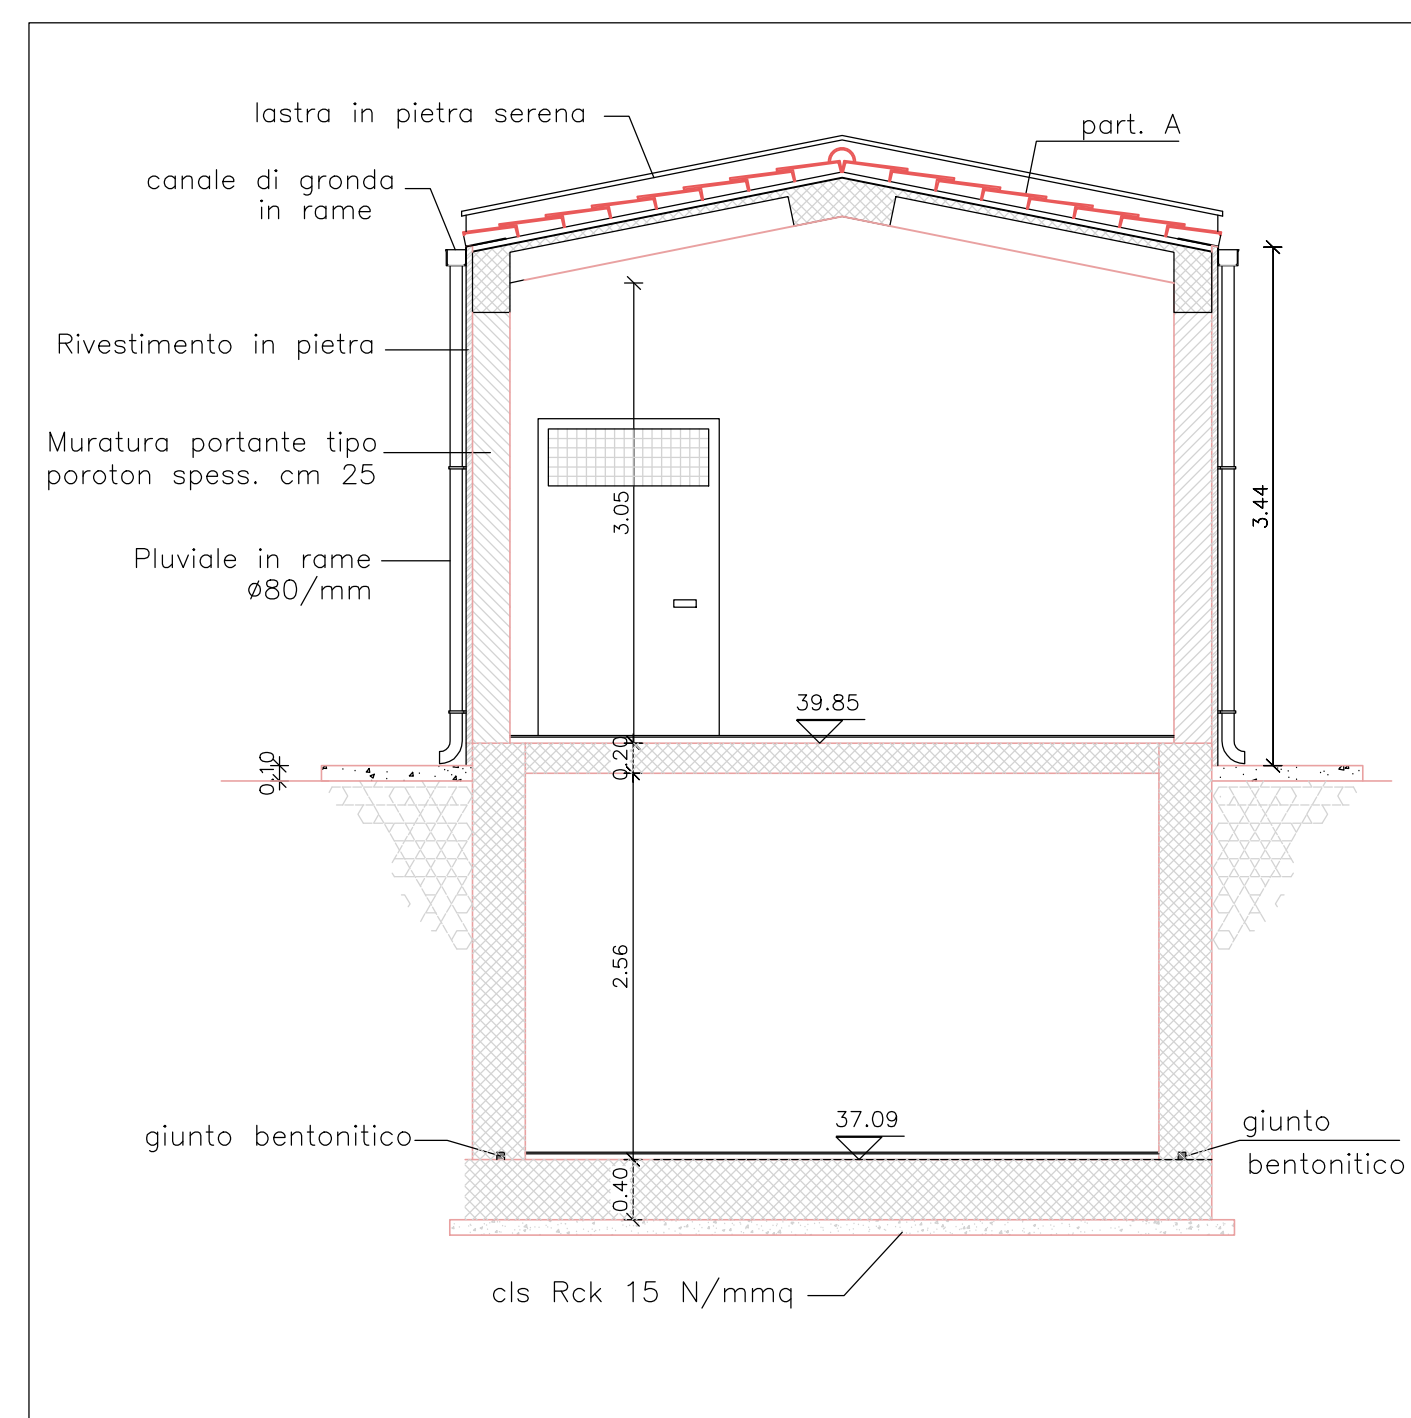 lastra in pietra serena
part. A
canale di gronda
in rame
Rivestimento in pietra
Muratura portante tipo
poroton spess. cm 25
3.05
3.44
Pluviale in rame
ø80/mm
39.85
0.20
0.10
2.56
37.09
giunto bentonitico
giunto
bentonitico
0.40
cls Rck 15 N/mmq